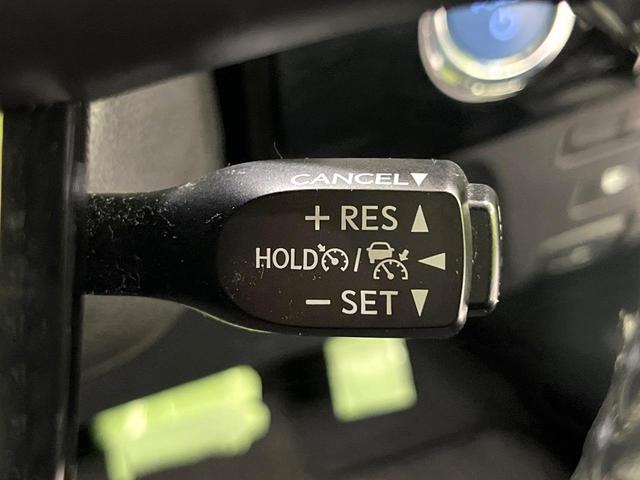 CANCEL▼
+ RES ▲
HOLD / ◀
− SET ▼